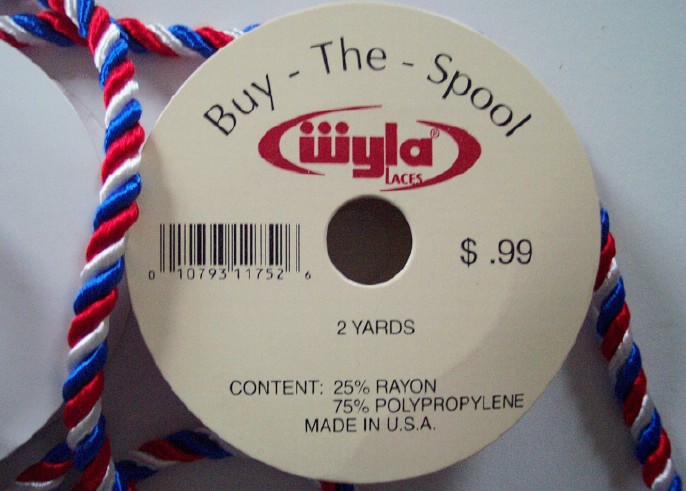 Buy - The - Spool
wyla®
LACES
0 10793 11752 6
$ .99
2 YARDS
CONTENT: 25% RAYON
75% POLYPROPYLENE
MADE IN U.S.A.